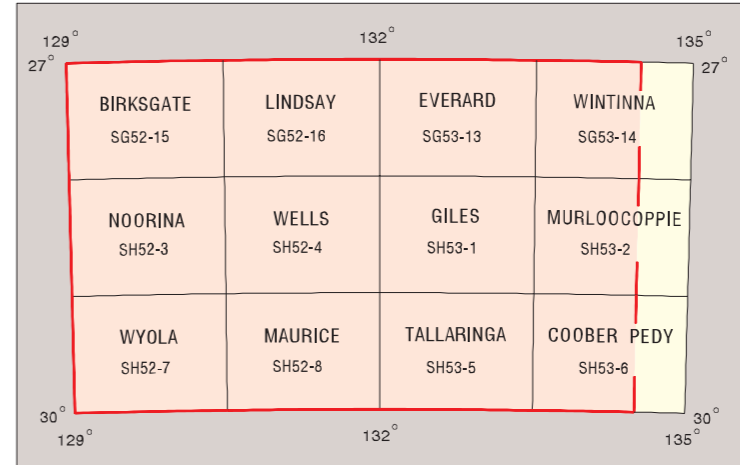 129° 132° 135°
27° 27°
BIRKSGATE LINDSAY EVERARD WINTINNA
SG52-15 SG52-16 SG53-13 SG53-14
NOORINA WELLS GILES MURLOOCOPPIE
SH52-3 SH52-4 SH53-1 SH53-2
WYOLA MAURICE TALLARINGA COOBER PEDY
SH52-7 SH52-8 SH53-5 SH53-6
30° 30°
129° 132° 135°